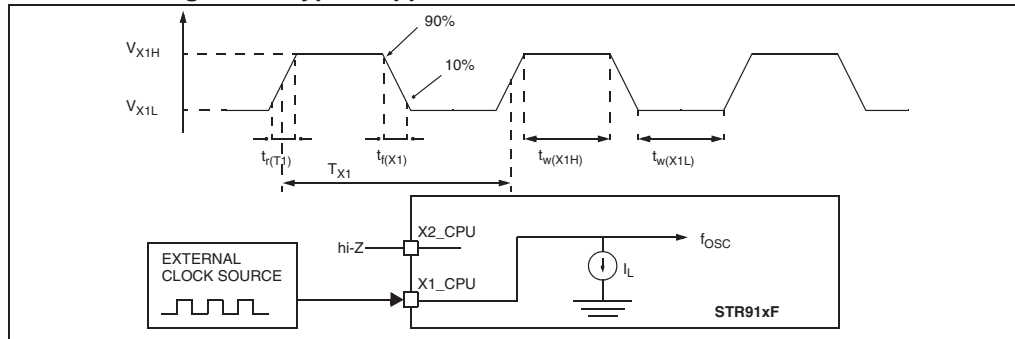 90%
V_X1H
10%
V_X1L
t_r(T1)
t_f(X1)
t_w(X1H)
t_w(X1L)
T_X1
X2_CPU
hi-Z
f_OSC
EXTERNAL
CLOCK SOURCE
I_L
X1_CPU
STR91xF